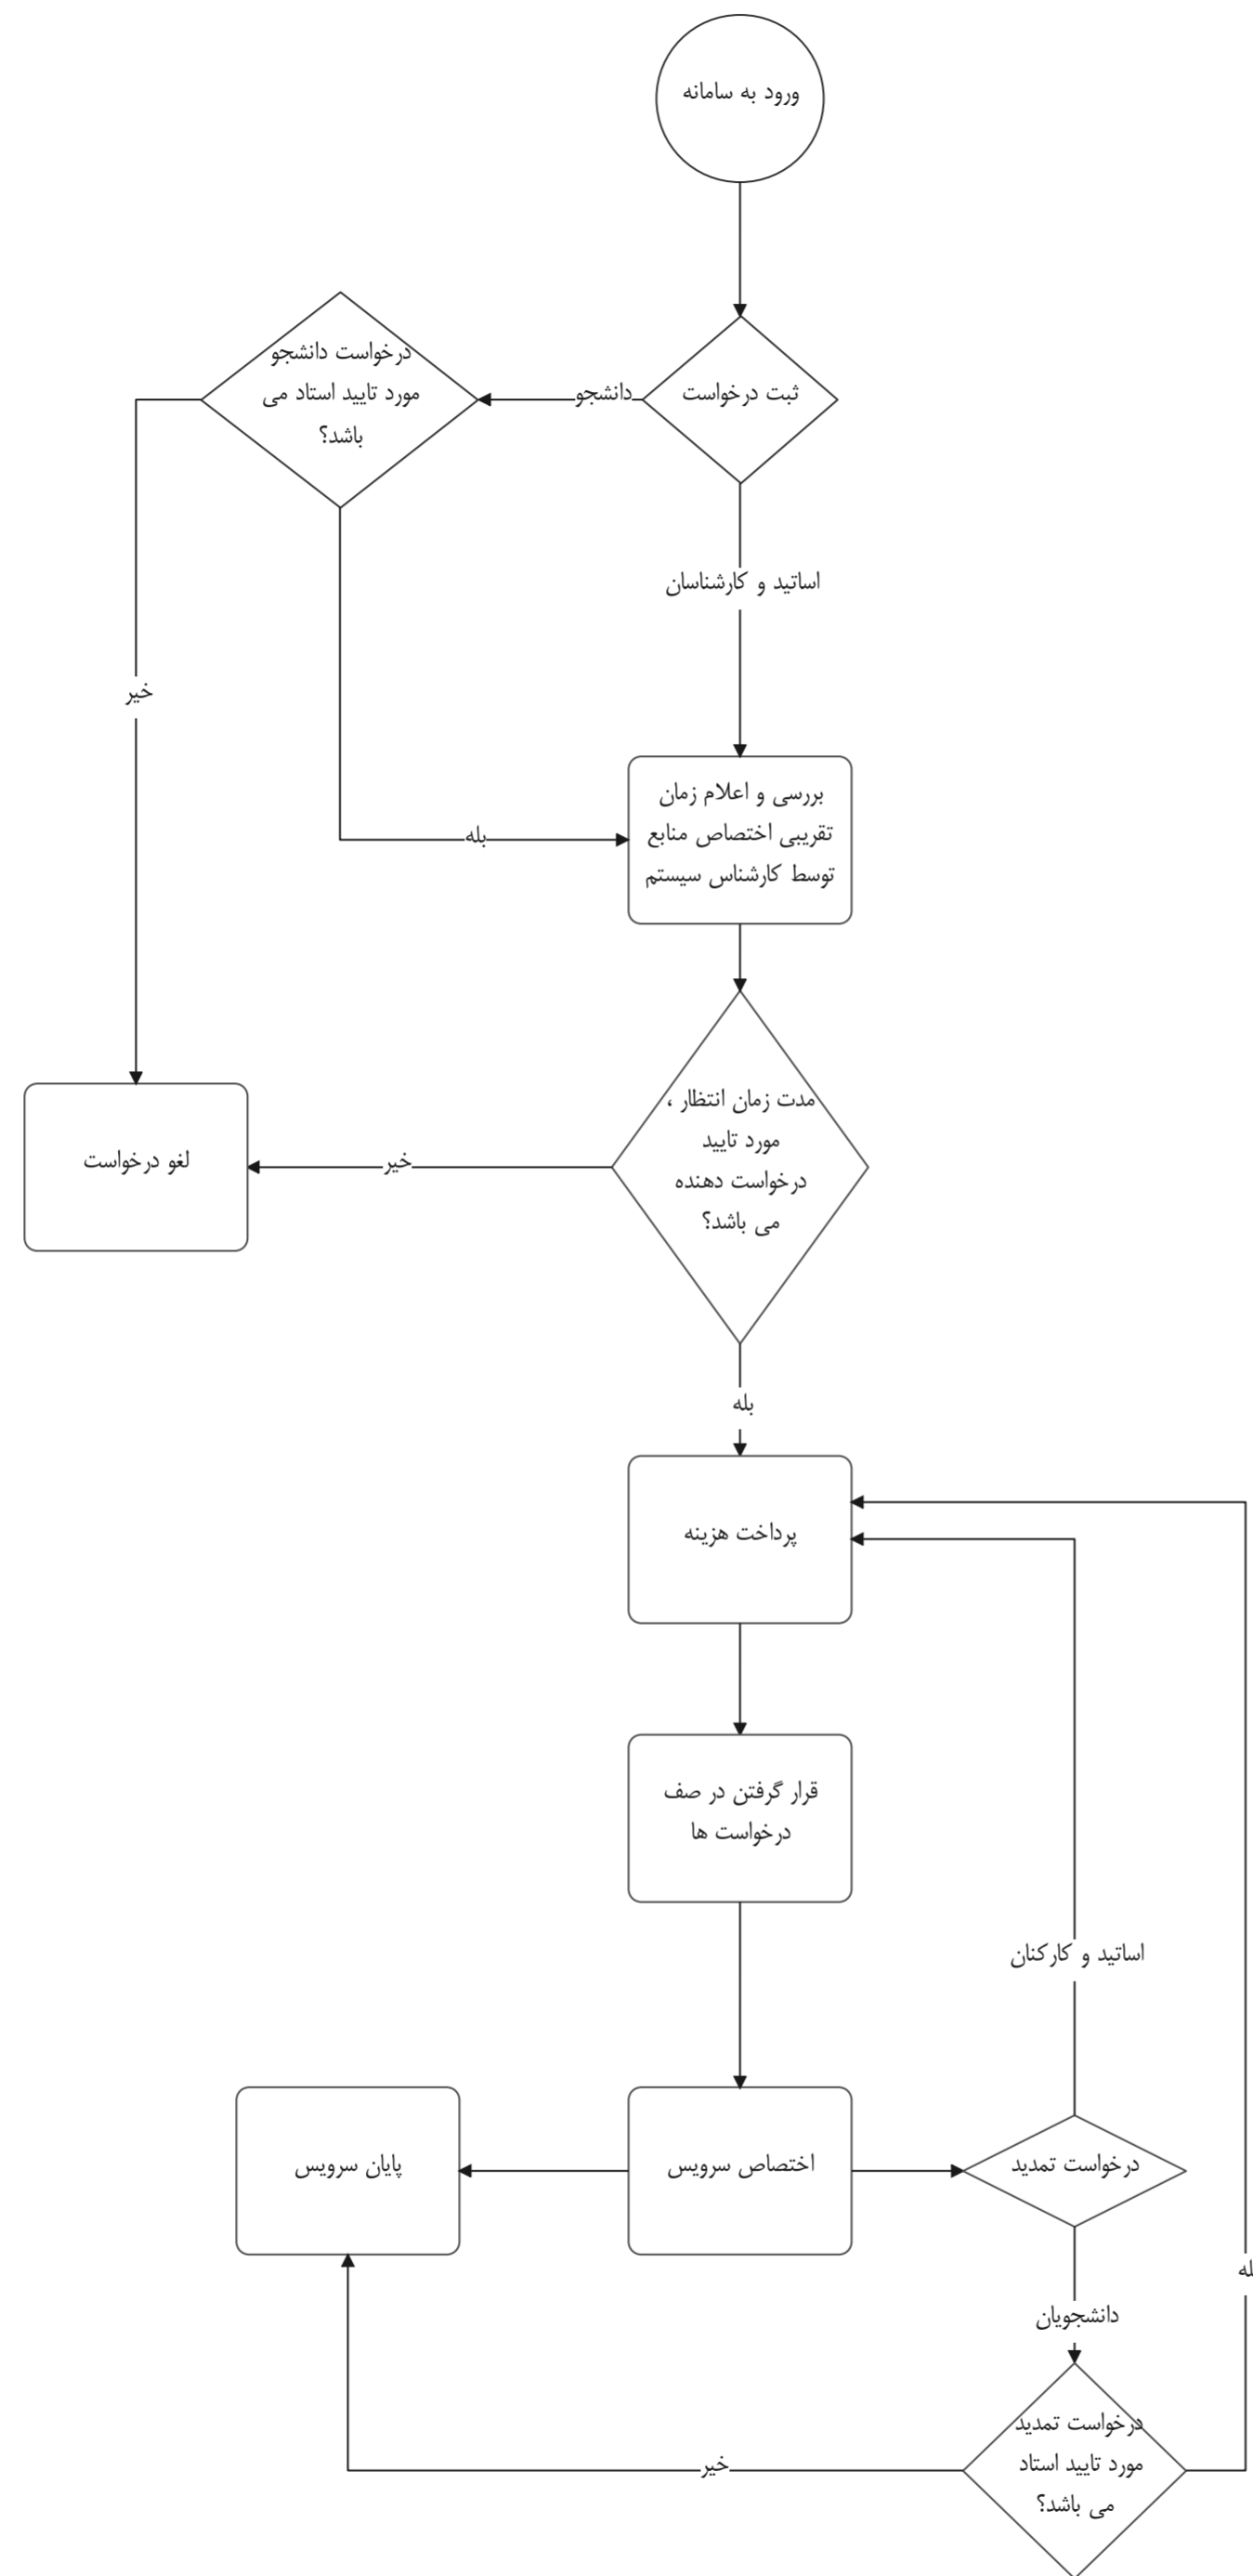 ورود به سامانه
ثبت درخواست
دانشجو
درخواست دانشجو
مورد تایید استاد می
باشد؟
اساتید و کارشناسان
خیر
بررسی و اعلام زمان
تقریبی اختصاص منابع
توسط کارشناس سیستم
بله
مدت زمان انتظار ،
مورد تایید
درخواست دهنده
می باشد؟
خیر
لغو درخواست
بله
پرداخت هزینه
قرار گرفتن در صف
درخواست ها
اساتید و کارکنان
درخواست تمدید
اختصاص سرویس
پایان سرویس
دانشجویان
درخواست تمدید
مورد تایید استاد
می باشد؟
خیر